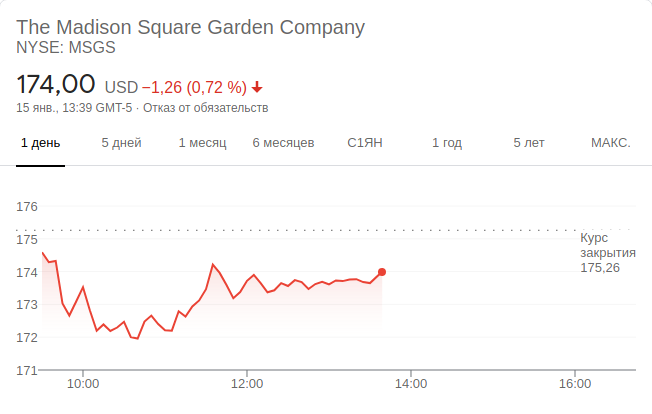 The Madison Square Garden Company
NYSE: MSGS
174,00 USD −1,26 (0,72 %)
15 янв., 13:39 GMT-5 · Отказ от обязательств
1 день 5 дней 1 месяц 6 месяцев С1ЯН 1 год 5 лет МАКС.
176
175
174
173
172
171
Курс
закрытия
175,26
10:00 12:00 14:00 16:00